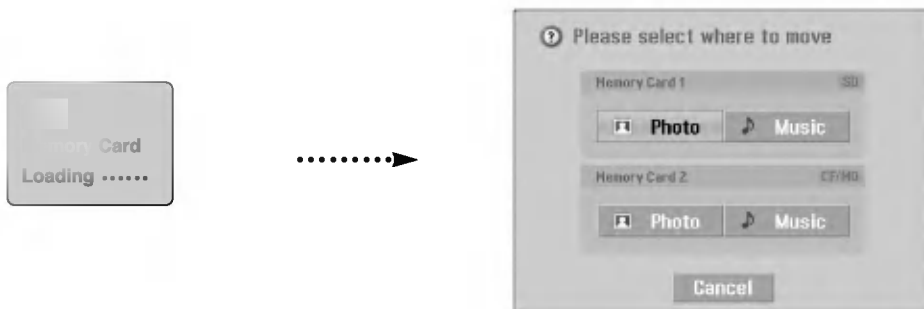 Memory Card
Loading ......
Please select where to move
Memory Card 1 SD
Photo Music
Memory Card 2 CF/MD
Photo Music
Cancel